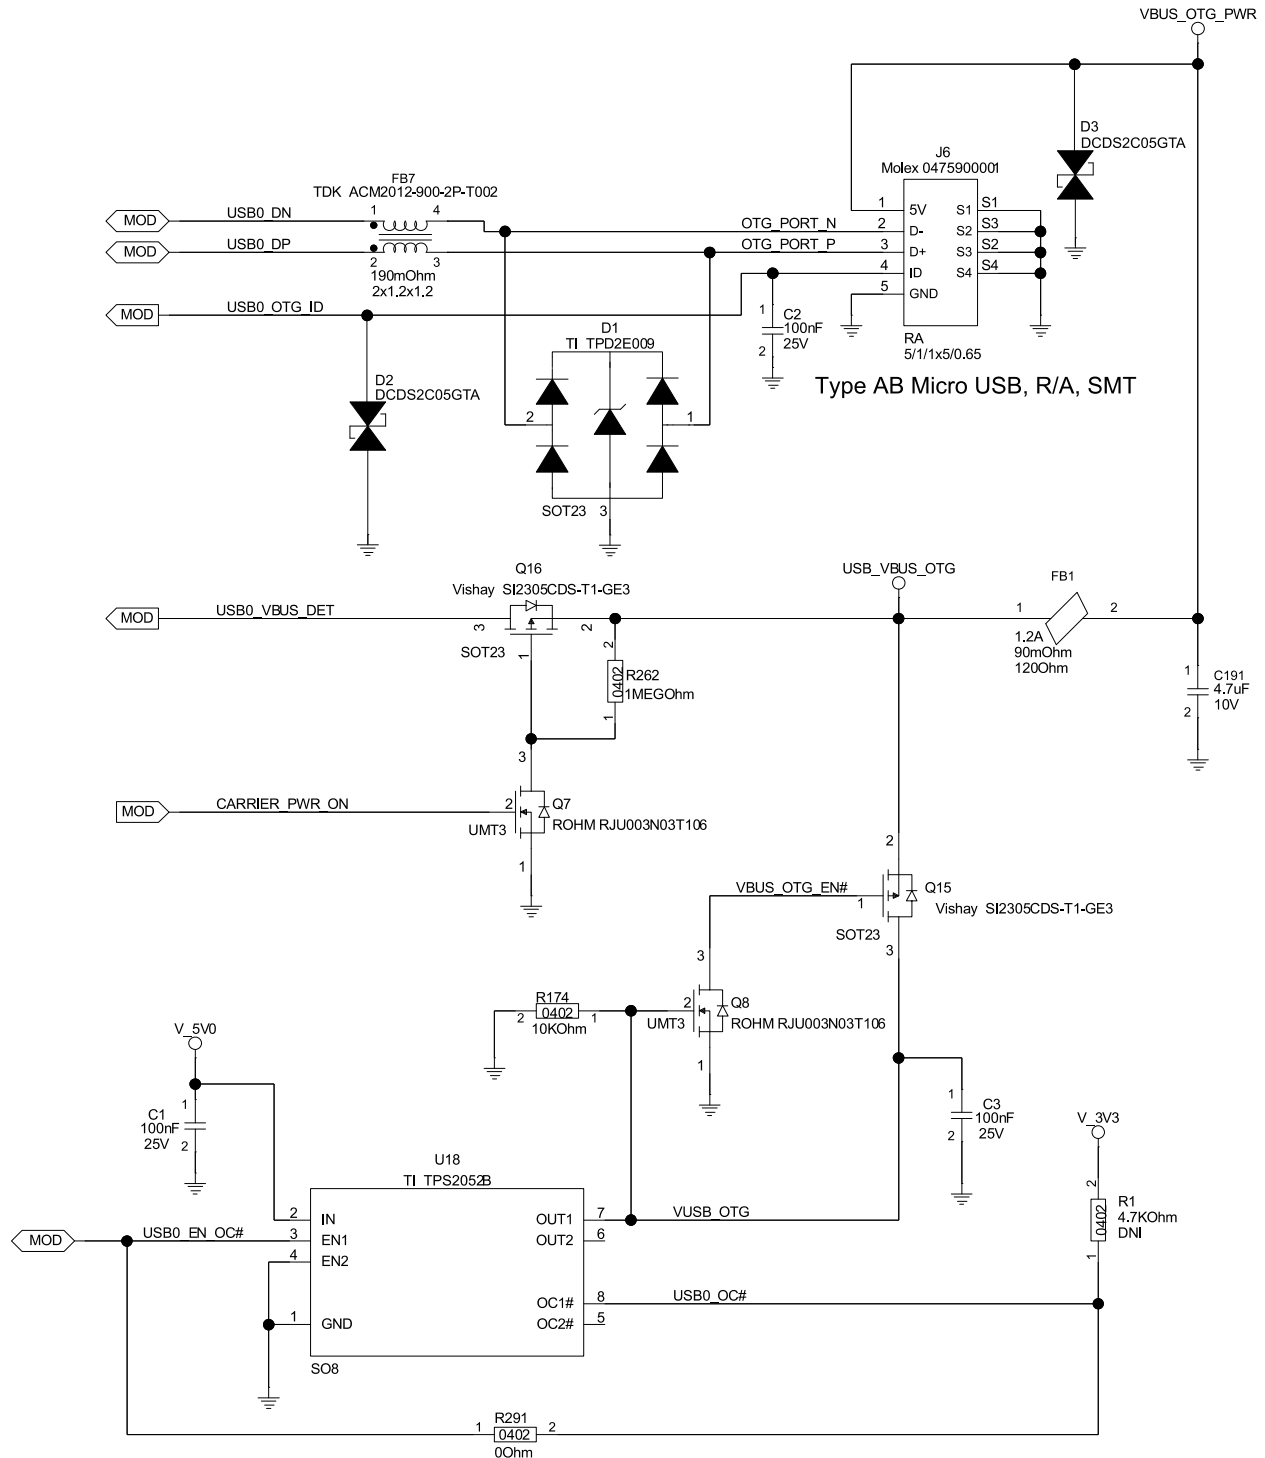 VBUS_OTG_PWR
D3
DCDS2C05GTA
J6
Molex 0475900001
FB7
TDK ACM2012-900-2P-T002
MOD USB0_DN 1 4
MOD USB0_DP 2 3
190mOhm
2x1.2x1.2
OTG_PORT_N
OTG_PORT_P
1 5V S1 S1
2 D- S2 S3
3 D+ S3 S2
4 ID S4 S4
5 GND
RA
5/1/1x5/0.65
Type AB Micro USB, R/A, SMT
MOD USB0_OTG_ID
1 C2
100nF
2 25V
D1
TI TPD2E009
2 1
SOT23 3
D2
DCDS2C05GTA
Q16
Vishay SI2305CDS-T1-GE3
MOD USB0_VBUS_DET
3 2
SOT23 1
USB_VBUS_OTG
FB1
1 2
1.2A
90mOhm
120Ohm
2
0402 R262
1MEGOhm
1
1 C191
4.7uF
2 10V
MOD CARRIER_PWR_ON
3
2 Q7
UMT3 ROHM RJU003N03T106
1
2
VBUS_OTG_EN# 1 Q15
Vishay SI2305CDS-T1-GE3
SOT23
3
3
2 Q8
UMT3 ROHM RJU003N03T106
1
R174
2 0402 1
10KOhm
V_5V0
1 C1
100nF
2 25V
1 C3
100nF
2 25V
V_3V3
2
0402 R1
4.7KOhm
DNI
1
U18
TI TPS2052B
2 IN OUT1 7 VUSB_OTG
MOD USB0_EN_OC# 3 EN1 OUT2 6
4 EN2
OC1# 8 USB0_OC#
1 GND OC2# 5
SO8
R291
1 0402 2
0Ohm